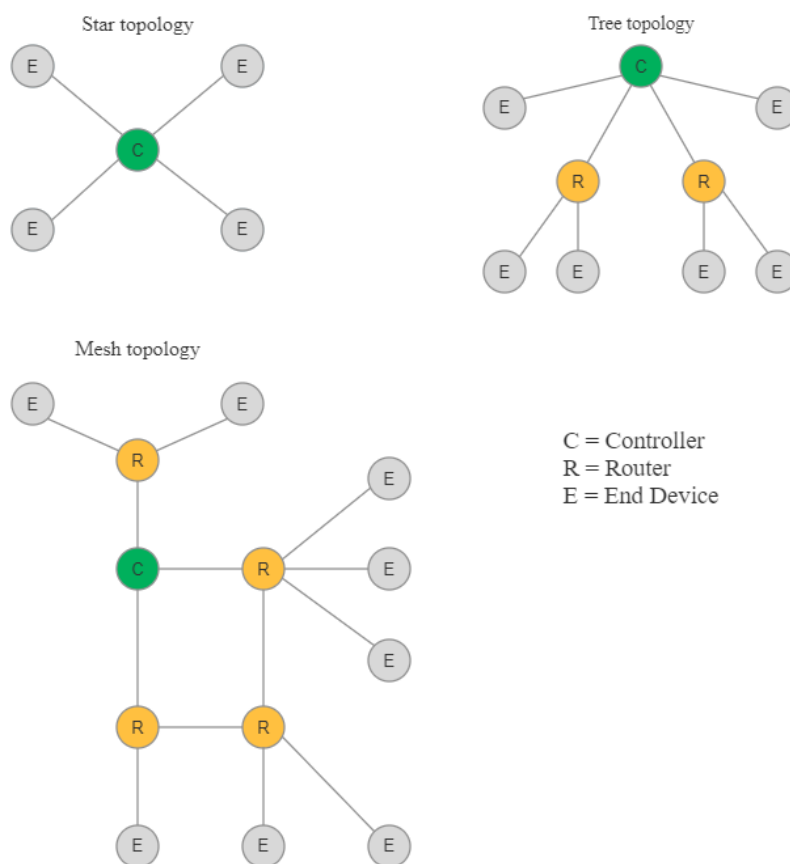 Star topology
Tree topology
E
E
C
E
E
C
E
E
R
R
E
E
E
E
Mesh topology
E
E
R
C = Controller
R = Router
E = End Device
E
C
R
E
E
R
R
E
E
E